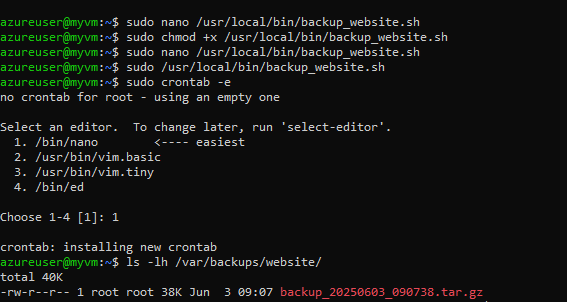 azureuser@myvm:~$ sudo nano /usr/local/bin/backup_website.sh
azureuser@myvm:~$ sudo chmod +x /usr/local/bin/backup_website.sh
azureuser@myvm:~$ sudo nano /usr/local/bin/backup_website.sh
azureuser@myvm:~$ sudo /usr/local/bin/backup_website.sh
azureuser@myvm:~$ sudo crontab -e
no crontab for root - using an empty one
Select an editor.  To change later, run 'select-editor'.
  1. /bin/nano        <---- easiest
  2. /usr/bin/vim.basic
  3. /usr/bin/vim.tiny
  4. /bin/ed
Choose 1-4 [1]: 1
crontab: installing new crontab
azureuser@myvm:~$ ls -lh /var/backups/website/
total 40K
-rw-r--r-- 1 root root 38K Jun  3 09:07 backup_20250603_090738.tar.gz